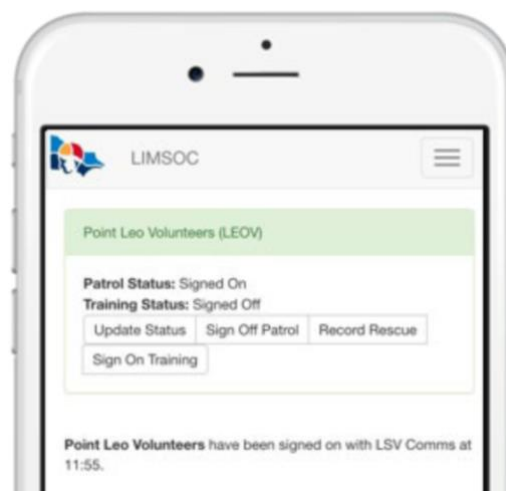 LIMSOC
Point Leo Volunteers (LEOV)
Patrol Status: Signed On
Training Status: Signed Off
Update Status Sign Off Patrol Record Rescue
Sign On Training
Point Leo Volunteers have been signed on with LSV Comms at
11:55.